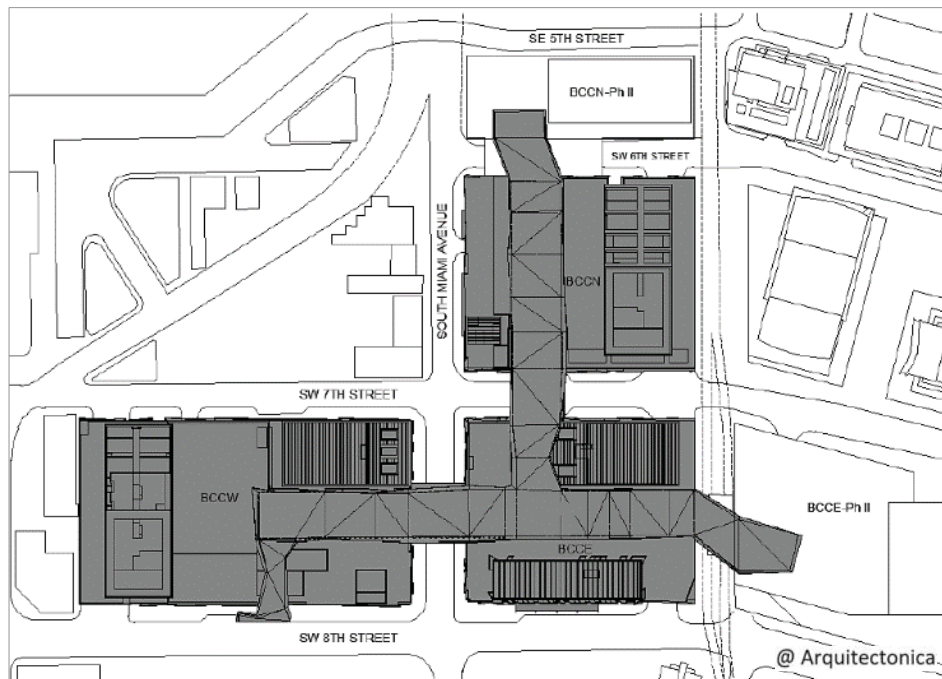 SE 5TH STREET
BCCN-Ph II
SW 6TH STREET
SOUTH MIAMI AVENUE
BCCN
SW 7TH STREET
BCCW
BCCE-Ph II
BCCE
SW 8TH STREET
@ Arquitectonica.